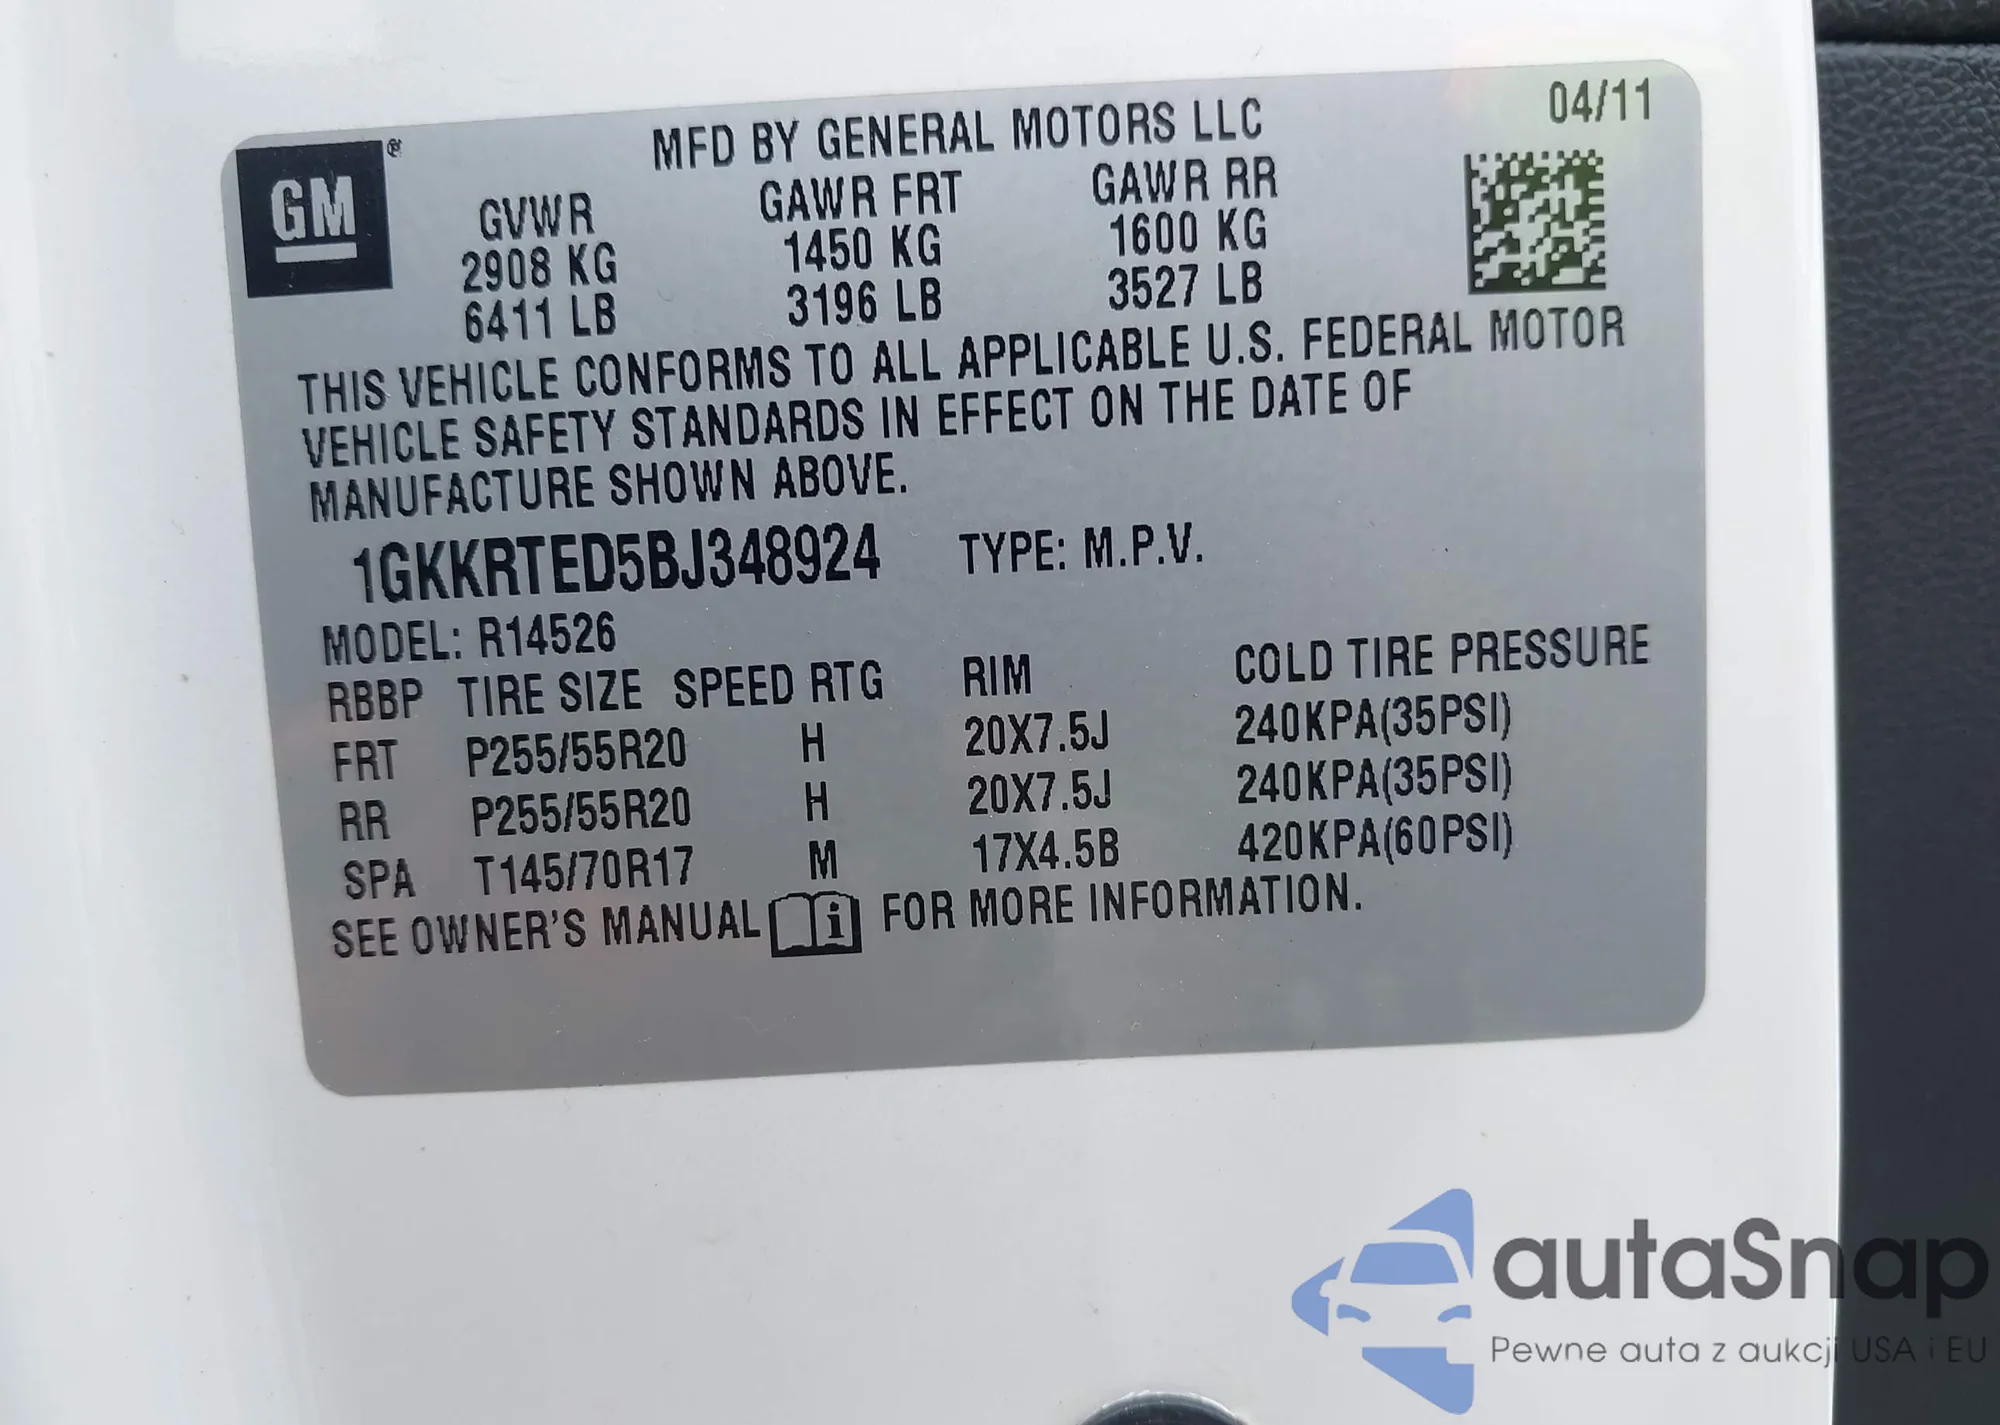 04/11
GM®
MFD BY GENERAL MOTORS LLC
GVWR GAWR FRT GAWR RR
2908 KG 1450 KG 1600 KG
6411 LB 3196 LB 3527 LB
THIS VEHICLE CONFORMS TO ALL APPLICABLE U.S. FEDERAL MOTOR
VEHICLE SAFETY STANDARDS IN EFFECT ON THE DATE OF
MANUFACTURE SHOWN ABOVE.
1GKKRTED5BJ348924 TYPE: M.P.V.
MODEL: R14526
RBBP TIRE SIZE SPEED RTG RIM COLD TIRE PRESSURE
FRT P255/55R20 H 20X7.5J 240KPA(35PSI)
RR P255/55R20 H 20X7.5J 240KPA(35PSI)
SPA T145/70R17 M 17X4.5B 420KPA(60PSI)
SEE OWNER'S MANUAL i FOR MORE INFORMATION.
autaSnap
Pewne auta z aukcji USA i EU